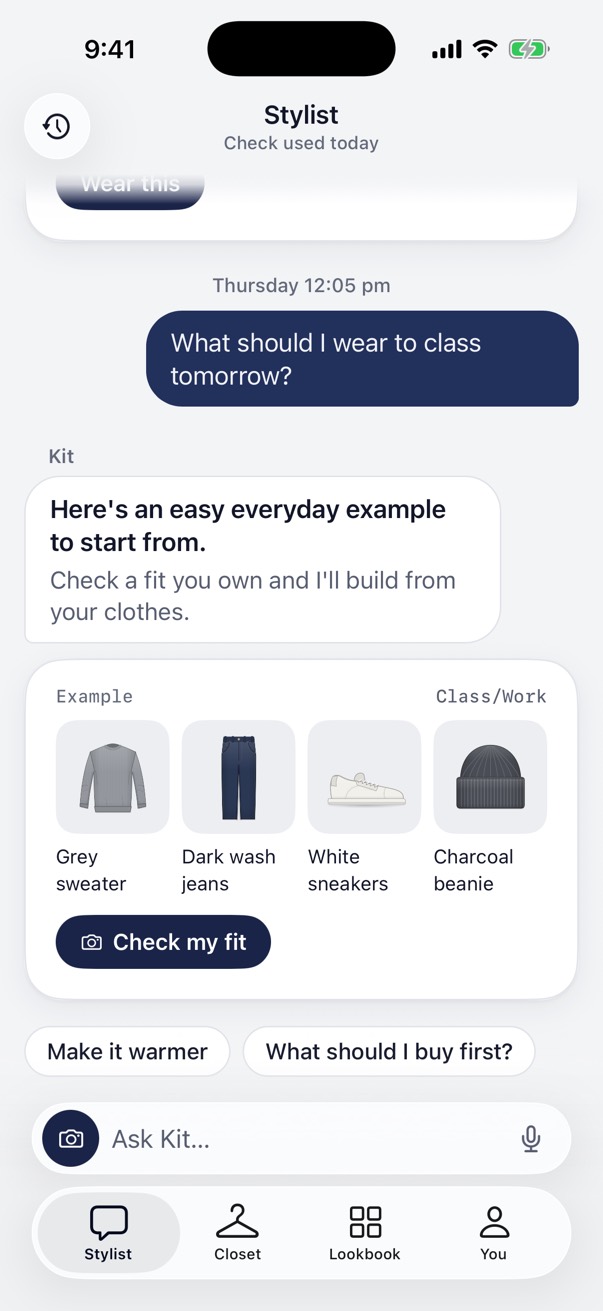 9:41
Stylist
Check used today
Wear this
Thursday 12:05 pm
What should I wear to class
tomorrow?
Kit
Here's an easy everyday example
to start from.
Check a fit you own and I'll build from
your clothes.
Example
Class/Work
Grey
sweater
Dark wash
jeans
White
sneakers
Charcoal
beanie
Check my fit
Make it warmer
What should I buy first?
Ask Kit...
Stylist
Closet
Lookbook
You